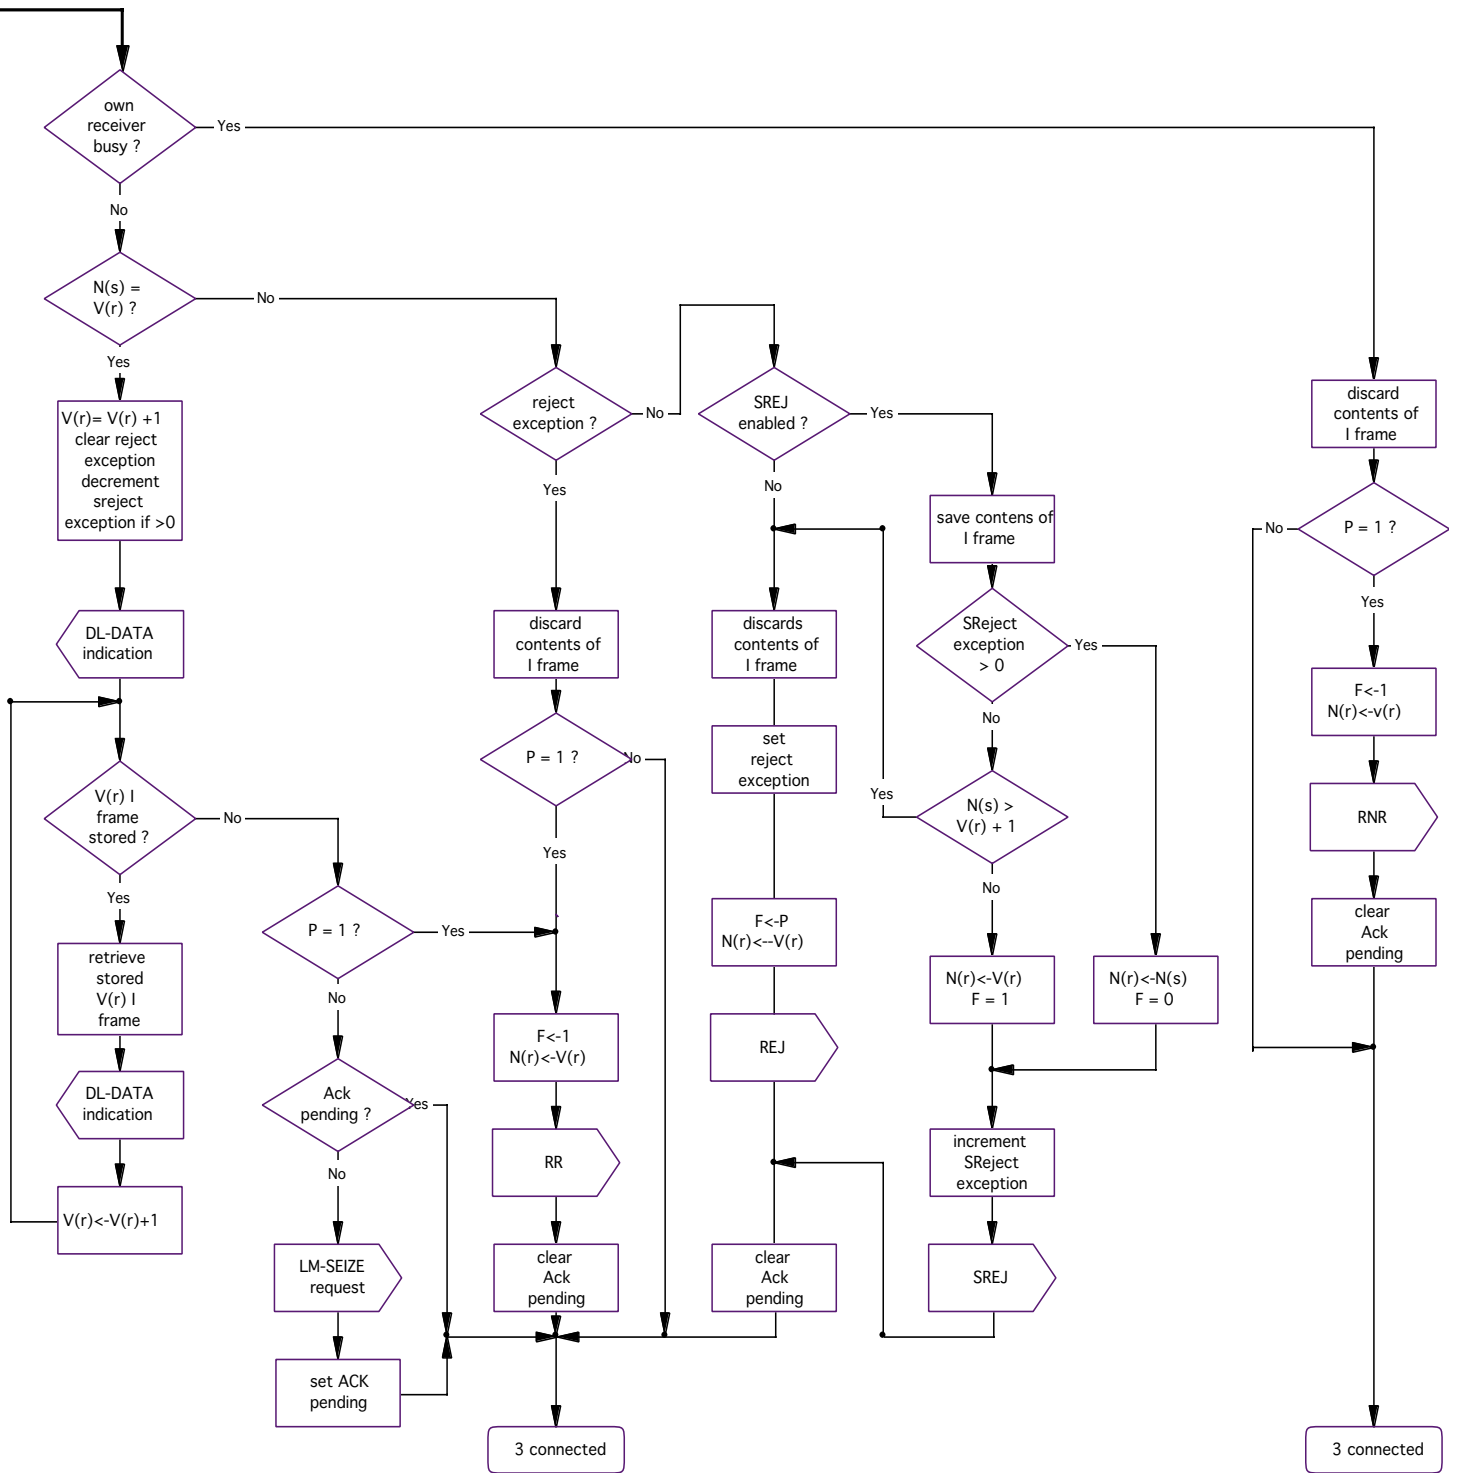 own
receiver
busy ?
Yes
No
N(s) =
V(r) ?
No
Yes
V(r)= V(r) +1
clear reject
exception
decrement
sreject
exception if >0
DL-DATA
indication
V(r) I
frame
stored ?
No
Yes
retrieve
stored
V(r) I
frame
DL-DATA
indication
V(r)<-V(r)+1
P = 1 ?
Yes
No
Ack
pending ?
Yes
No
LM-SEIZE
request
set ACK
pending
reject
exception ?
No
Yes
discard
contents of
I frame
P = 1 ?
No
Yes
F<-1
N(r)<-V(r)
RR
clear
Ack
pending
3 connected
SREJ
enabled ?
Yes
No
discards
contents of
I frame
set
reject
exception
F<-P
N(r)<--V(r)
REJ
clear
Ack
pending
save contens of
I frame
SReject
exception
> 0
Yes
No
N(s) >
V(r) + 1
Yes
No
N(r)<-V(r)
F = 1
N(r)<-N(s)
F = 0
increment
SReject
exception
SREJ
discard
contents of
I frame
P = 1 ?
No
Yes
F<-1
N(r)<-v(r)
RNR
clear
Ack
pending
3 connected